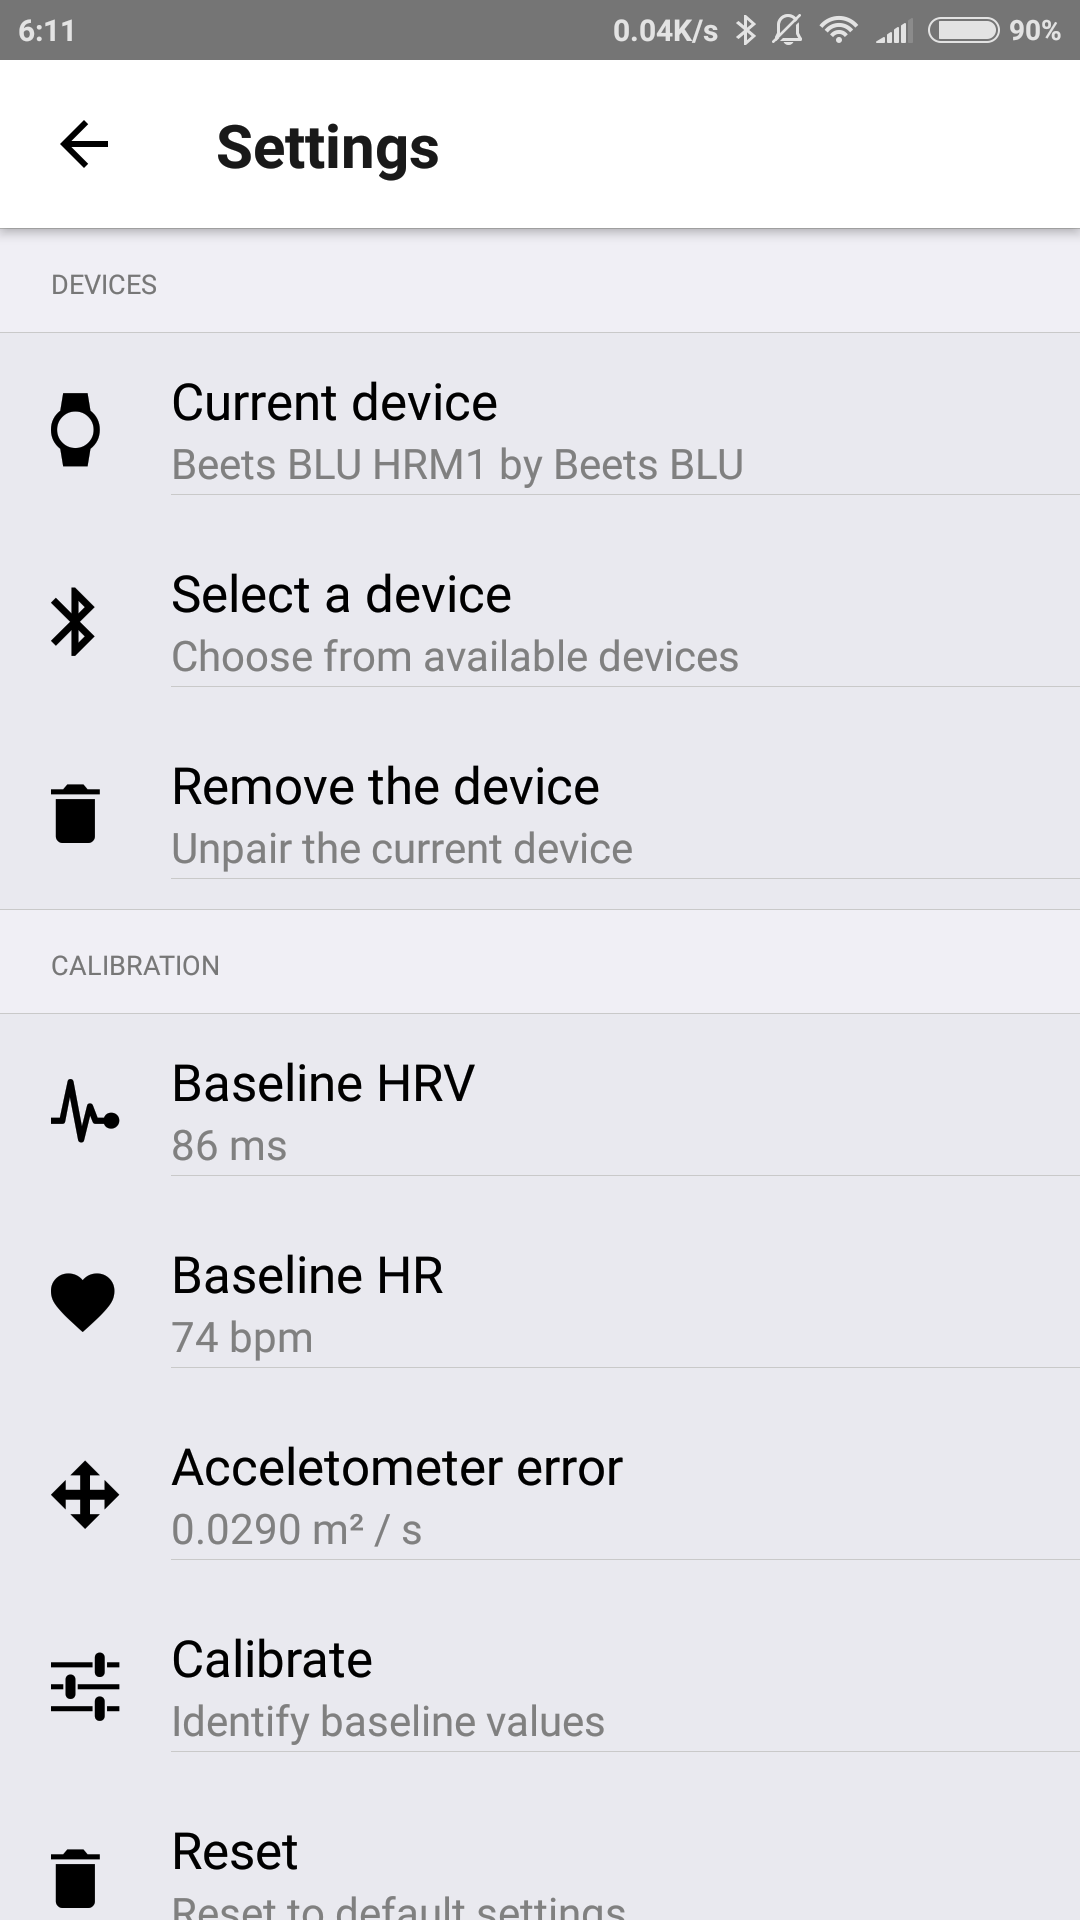 6:11 0.04K/s 90%
Settings
DEVICES
Current device
Beets BLU HRM1 by Beets BLU
Select a device
Choose from available devices
Remove the device
Unpair the current device
CALIBRATION
Baseline HRV
86 ms
Baseline HR
74 bpm
Acceletometer error
0.0290 m² / s
Calibrate
Identify baseline values
Reset
Reset to default settings